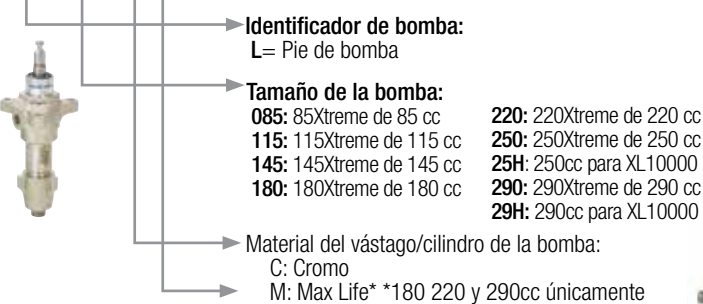 Identificador de bomba:
L= Pie de bomba
Tamaño de la bomba:
085: 85Xtreme de 85 cc
115: 115Xtreme de 115 cc
145: 145Xtreme de 145 cc
180: 180Xtreme de 180 cc
220: 220Xtreme de 220 cc
250: 250Xtreme de 250 cc
25H: 250cc para XL10000
290: 290Xtreme de 290 cc
29H: 290cc para XL10000
Material del vástago/cilindro de la bomba:
C: Cromo
M: Max Life* *180 220 y 290cc únicamente